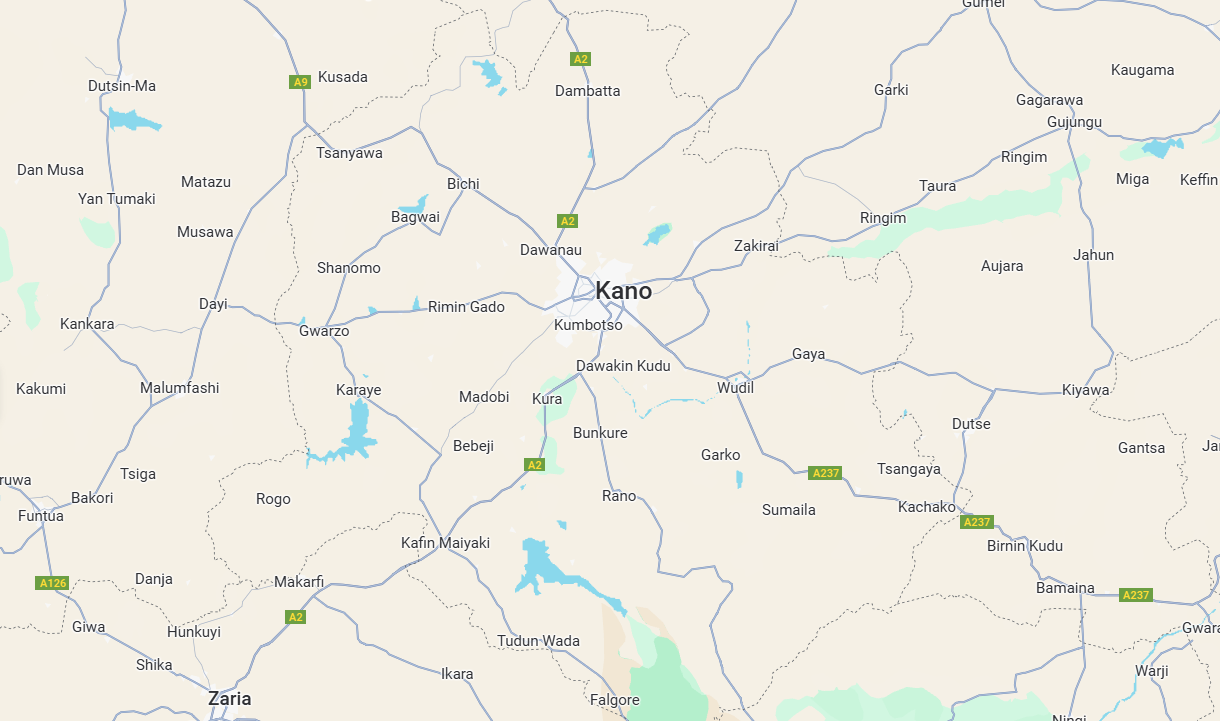 Gumel
A2
Kaugama
Kusada
A9
Dutsin-Ma
Dambatta
Garki
Gagarawa
Gujungu
Tsanyawa
Ringim
Dan Musa
Matazu
Bichi
Taura
Miga
Keffin
Yan Tumaki
Bagwai
A2
Ringim
Musawa
Dawanau
Zakirai
Jahun
Shanomo
Aujara
Kano
Dayi
Rimin Gado
Kankara
Gwarzo
Kumbotso
Gaya
Dawakin Kudu
Kakumi
Malumfashi
Karaye
Madobi
Kura
Wudil
Kiyawa
Dutse
Bunkure
Bebeji
Garko
Gantsa
Ja
A2
Tsiga
A237
Tsangaya
ruwa
Bakori
Rogo
Rano
Sumaila
Kachako
Funtua
A237
Kafin Maiyaki
Birnin Kudu
A126
Danja
Makarfi
Bamaina
A237
A2
Giwa
Hunkuyi
Tudun Wada
Gwara
Shika
Ikara
Warji
Zaria
Falgore
Ningi